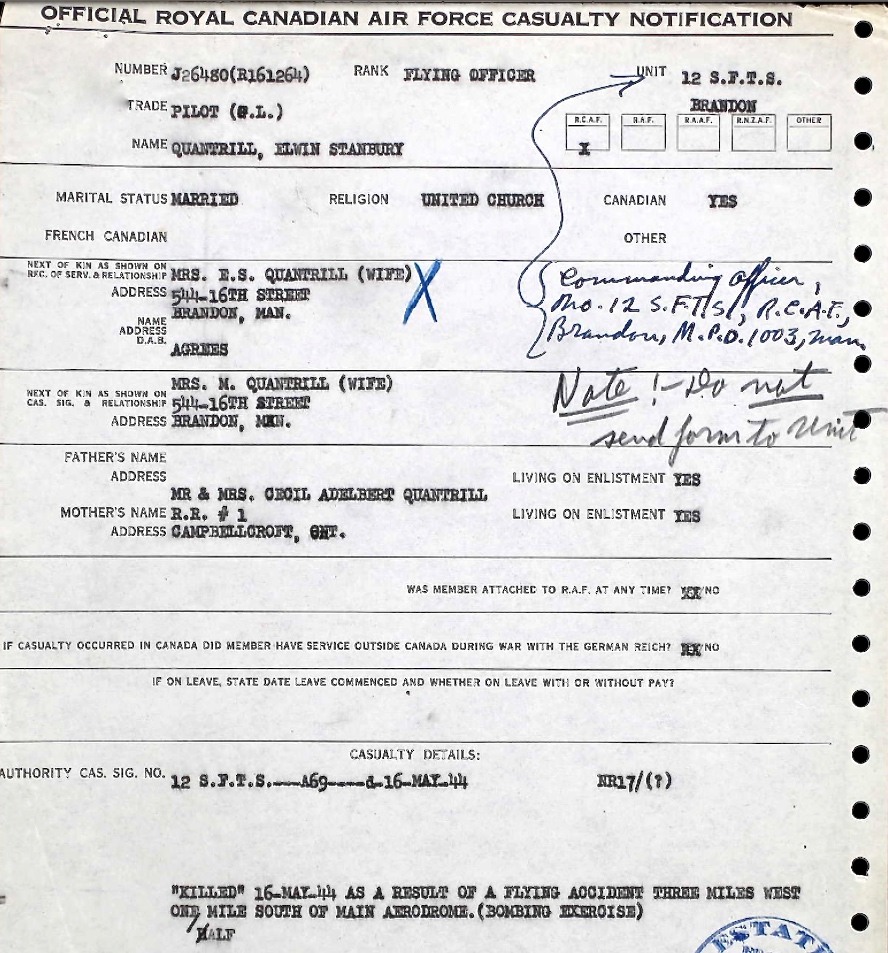 OFFICIAL ROYAL CANADIAN AIR FORCE CASUALTY NOTIFICATION
NUMBER J26480(R161264) RANK FLYING OFFICER UNIT 12 S.F.T.S.
TRADE PILOT (G.L.) BRANDON
R.C.A.F. R.A.F. R.A.A.F. R.N.Z.A.F. OTHER
NAME QUANTRILL, ELWIN STANBURY X
MARITAL STATUS MARRIED RELIGION UNITED CHURCH CANADIAN YES
FRENCH CANADIAN OTHER
NEXT OF KIN AS SHOWN ON
REC. OF SERV. & RELATIONSHIP MRS. E.S. QUANTRILL (WIFE) X
ADDRESS 544-16TH STREET
BRANDON, MAN.
NAME
ADDRESS
D.A.B.
AGREES
Commanding Officer,
No. 12 S.F.T.S., R.C.A.F.,
Brandon, M.P.O. 1003, Man.
NEXT OF KIN AS SHOWN ON
CAS. SIG. & RELATIONSHIP MRS. M. QUANTRILL (WIFE)
544-16TH STREET
ADDRESS BRANDON, MAN.
Note !- Do not
send form to Unit
FATHER'S NAME
ADDRESS LIVING ON ENLISTMENT YES
MR & MRS. CECIL ADELBERT QUANTRILL
MOTHER'S NAME R.R. # 1 LIVING ON ENLISTMENT YES
ADDRESS CAMPBELLCROFT, ONT.
WAS MEMBER ATTACHED TO R.A.F. AT ANY TIME? NO
IF CASUALTY OCCURRED IN CANADA DID MEMBER HAVE SERVICE OUTSIDE CANADA DURING WAR WITH THE GERMAN REICH? NO
IF ON LEAVE, STATE DATE LEAVE COMMENCED AND WHETHER ON LEAVE WITH OR WITHOUT PAY?
CASUALTY DETAILS:
AUTHORITY CAS. SIG. NO. 12 S.F.T.S.----A69----d-16-MAY-44 NR17/(?)
"KILLED" 16-MAY-44 AS A RESULT OF A FLYING ACCIDENT THREE MILES WEST
ONE MILE SOUTH OF MAIN AERODROME.(BOMBING EXERCISE)
/HALF
ESTATE